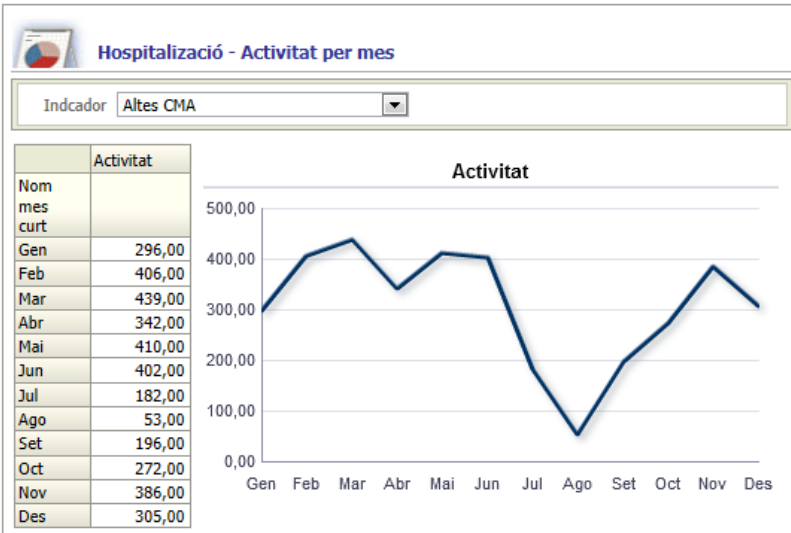 Hospitalizació - Activitat per mes
Indcador Altes CMA
Activitat
Nom
mes
curt
Gen 296,00
Feb 406,00
Mar 439,00
Abr 342,00
Mai 410,00
Jun 402,00
Jul 182,00
Ago 53,00
Set 196,00
Oct 272,00
Nov 386,00
Des 305,00
Activitat
500,00
400,00
300,00
200,00
100,00
0,00
Gen Feb Mar Abr Mai Jun Jul Ago Set Oct Nov Des